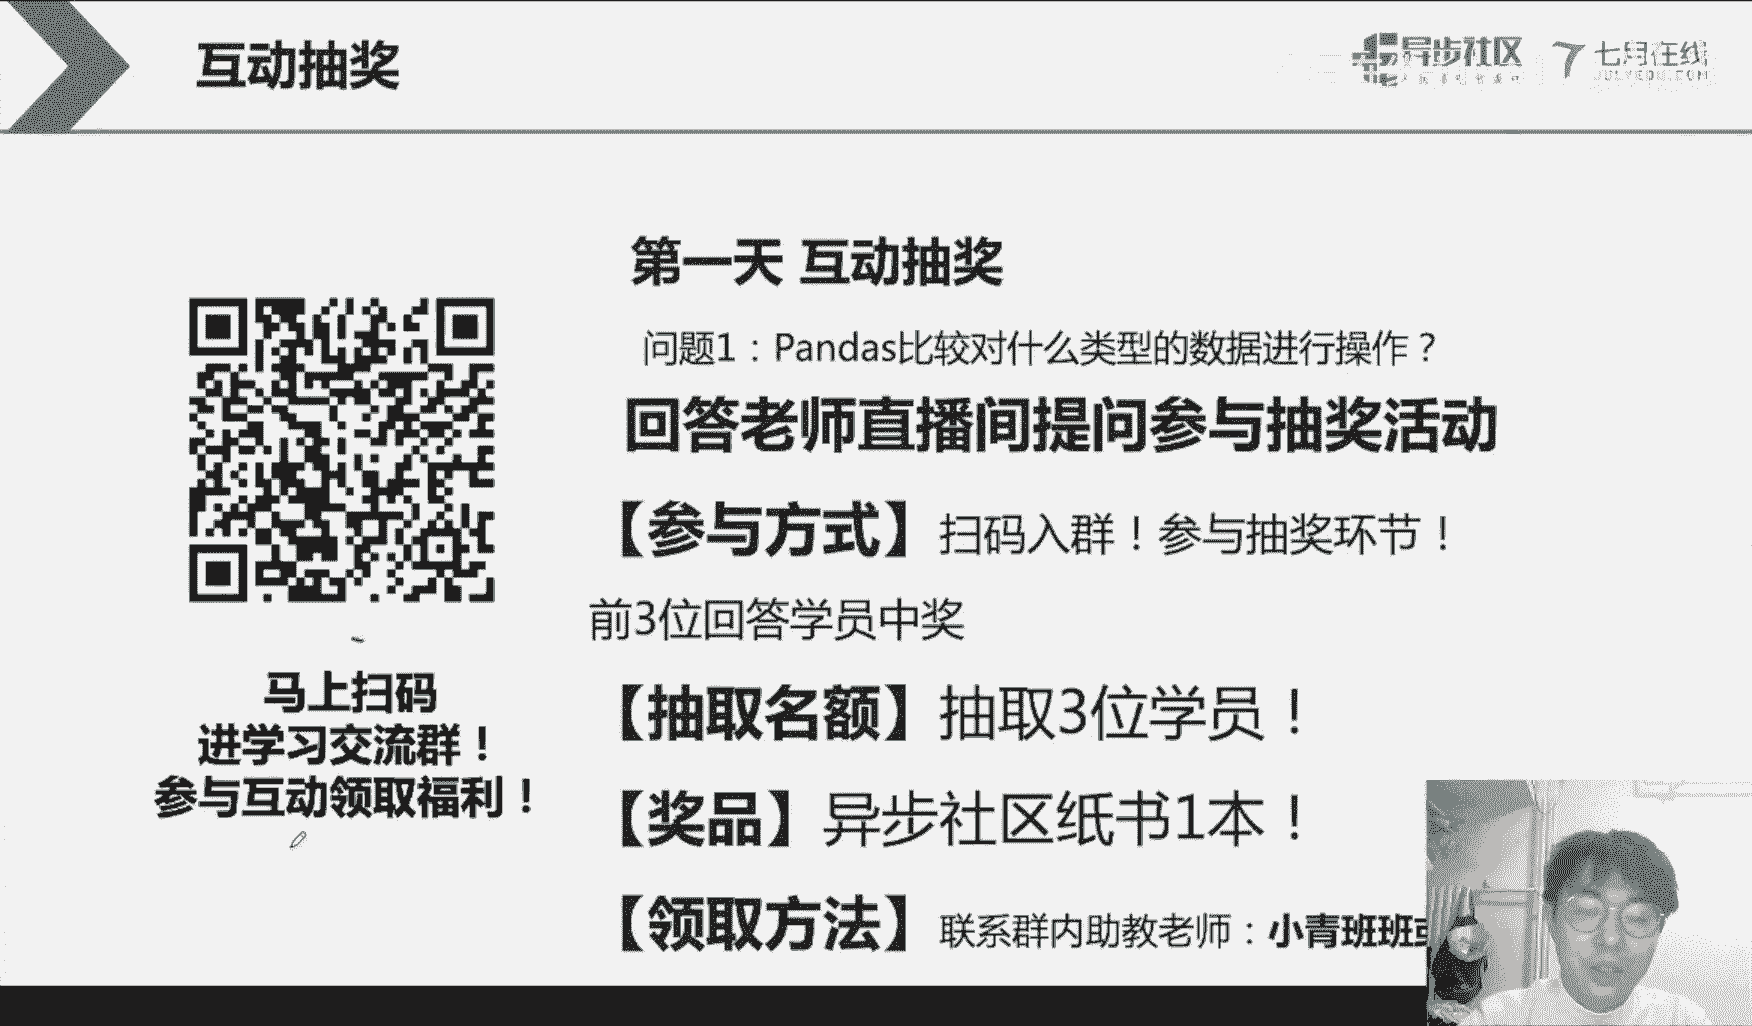 互动抽奖
异步社区
七月在线
JULYEDU.COM
第一天 互动抽奖
问题1：Pandas比较对什么类型的数据进行操作？
回答老师直播间提问参与抽奖活动
【参与方式】扫码入群！参与抽奖环节！
前3位回答学员中奖
【抽取名额】抽取3位学员！
【奖品】异步社区纸书1本！
【领取方法】联系群内助教老师：小青班班
马上扫码
进学习交流群！
参与互动领取福利！